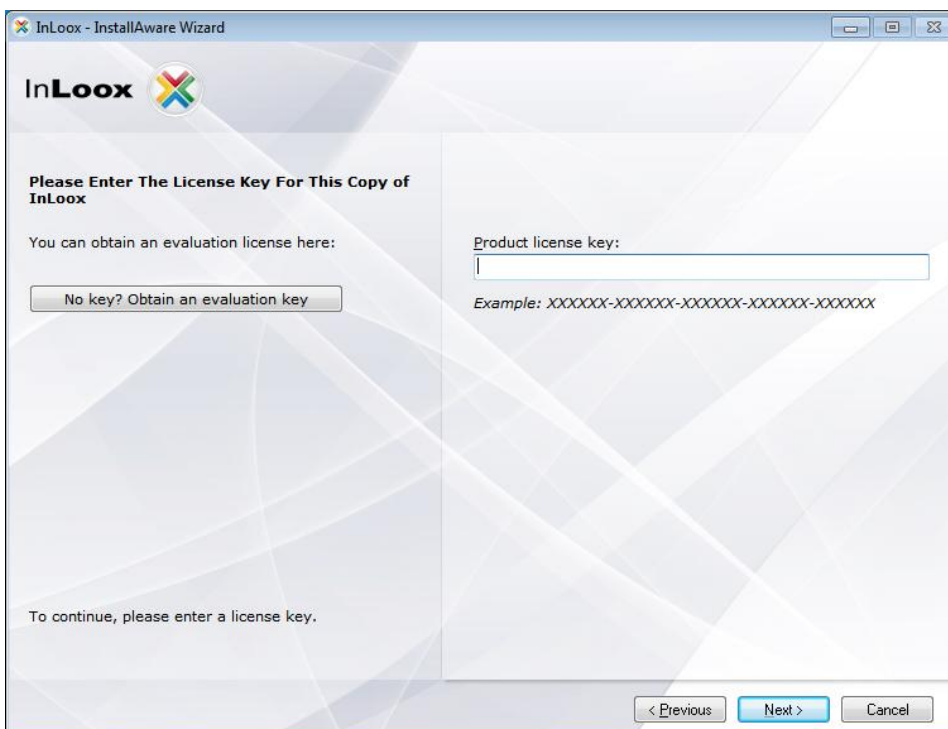 InLoox - InstallAware Wizard
InLoox
Please Enter The License Key For This Copy of
InLoox
You can obtain an evaluation license here:
No key? Obtain an evaluation key
Product license key:
Example: XXXXXX-XXXXXX-XXXXXX-XXXXXX-XXXXXX
To continue, please enter a license key.
< Previous
Next >
Cancel